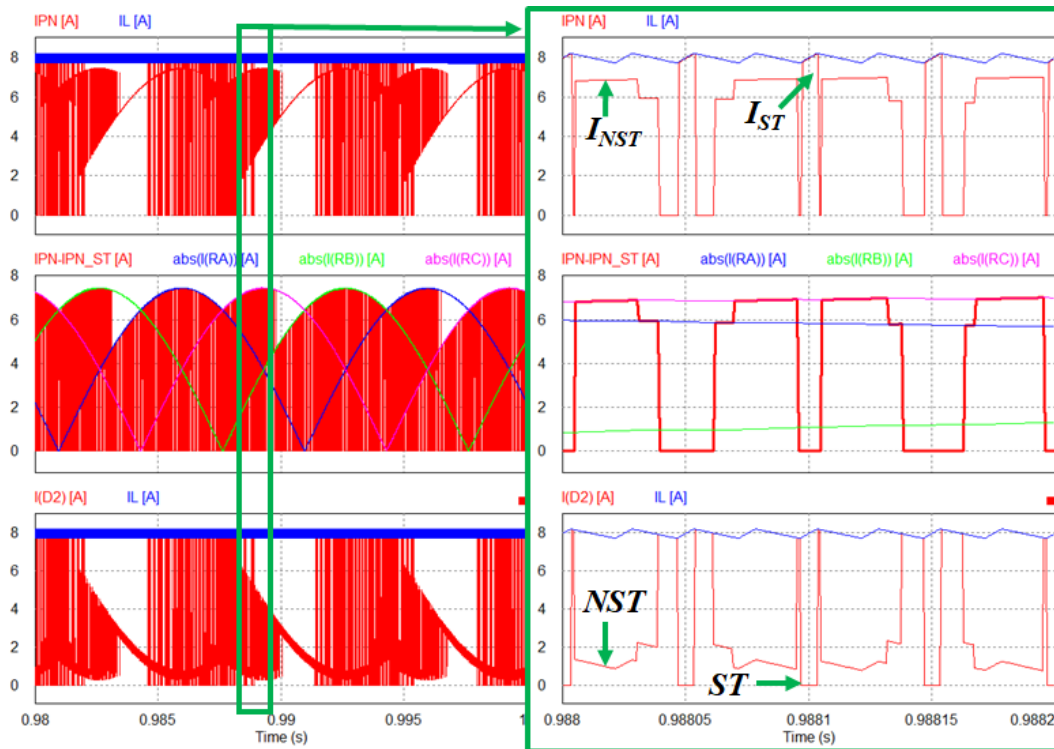 IPN [A] IL [A]
8
6
4
2
0
IPN-IPN_ST [A] abs(I(RA)) [A] abs(I(RB)) [A] abs(I(RC)) [A]
8
6
4
2
0
I(D2) [A] IL [A]
8
6
4
2
0
0.98 0.985 0.99 0.995 1
Time (s)
IPN [A] IL [A]
8
6
4
2
0
I_NST
I_ST
IPN-IPN_ST [A] abs(I(RA)) [A] abs(I(RB)) [A] abs(I(RC)) [A]
8
6
4
2
0
I(D2) [A] IL [A]
8
6
4
2
0
NST
ST
0.988 0.98805 0.9881 0.98815 0.9882
Time (s)